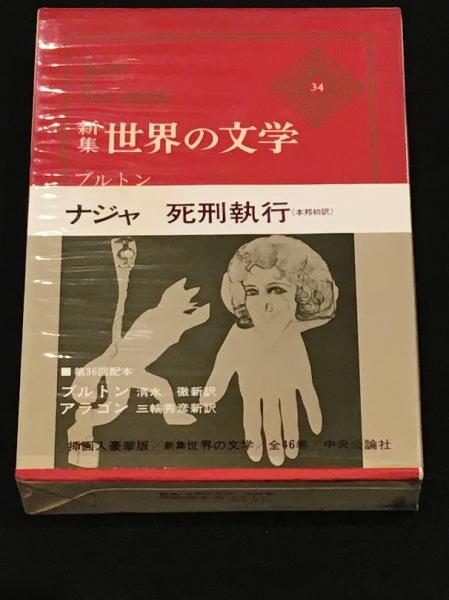 34
新集 世界の文学
ブルトン
ナジャ 死刑執行(本邦初訳)
■第36回配本
ブルトン 清水 徹新訳
アラゴン 三輪秀彦新訳
挿画入豪華版/新集世界の文学/全46巻/中央公論社